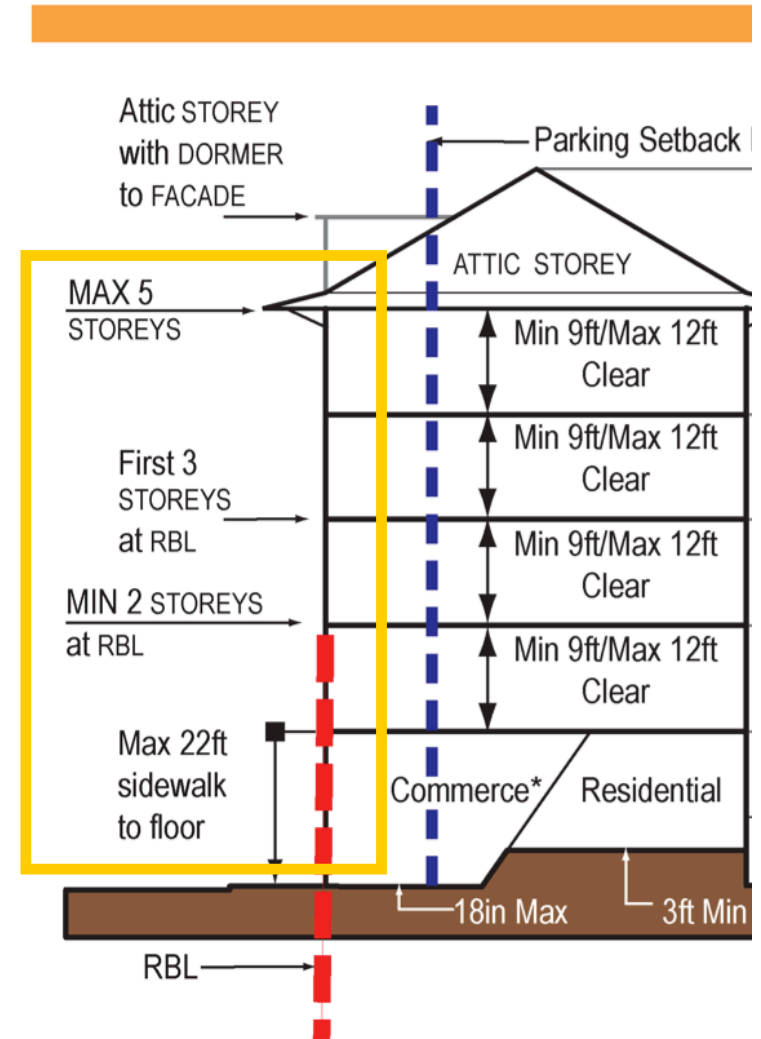 Attic STOREY
with DORMER
to FACADE
Parking Setback
ATTIC STOREY
MAX 5
STOREYS
Min 9ft/Max 12ft
Clear
First 3
STOREYS
at RBL
Min 9ft/Max 12ft
Clear
MIN 2 STOREYS
at RBL
Min 9ft/Max 12ft
Clear
Min 9ft/Max 12ft
Clear
Max 22ft
sidewalk
to floor
Commerce*
Residential
18in Max
3ft Min
RBL